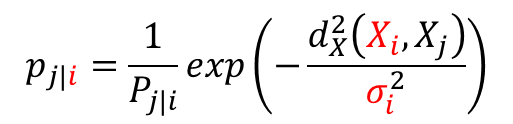 p_{j|i} = \frac{1}{P_{j|i}} exp\left(-\frac{d_X^2(X_i, X_j)}{\sigma_i^2}\right)